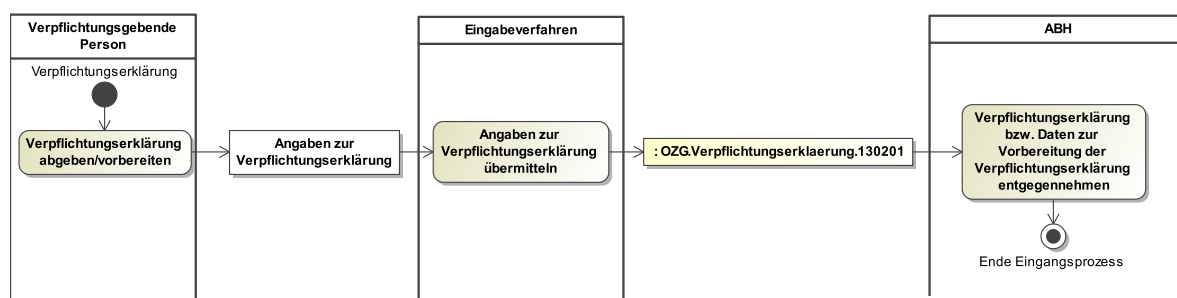 Verpflichtungsgebende
Person
Verpflichtungserklärung
Verpflichtungserklärung
abgeben/vorbereiten
Angaben zur
Verpflichtungserklärung
Eingabeverfahren
Angaben zur
Verpflichtungserklärung
übermitteln
: OZG.Verpflichtungserklaerung.130201
ABH
Verpflichtungserklärung
bzw. Daten zur
Vorbereitung der
Verpflichtungserklärung
entgegennehmen
Ende Eingangsprozess